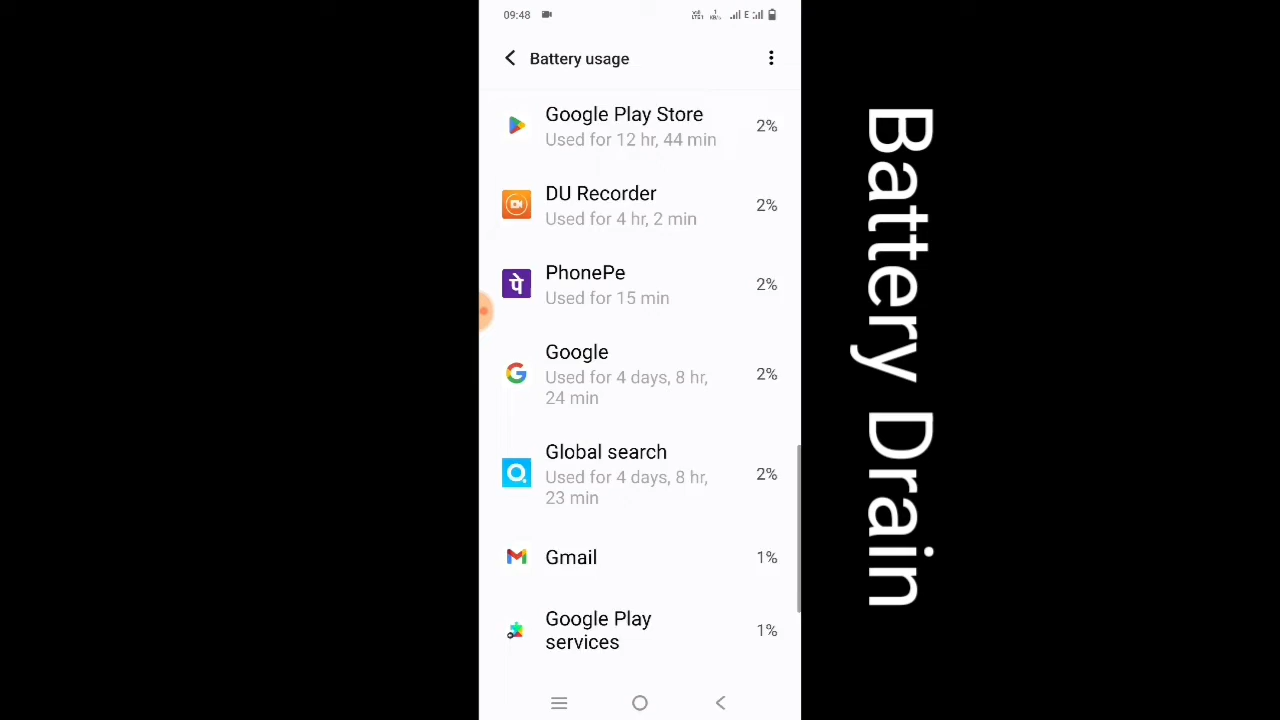 09:48
Battery usage
Google Play Store
Used for 12 hr, 44 min
2%
DU Recorder
Used for 4 hr, 2 min
2%
PhonePe
Used for 15 min
2%
पे
Google
Used for 4 days, 8 hr,
24 min
2%
Global search
Used for 4 days, 8 hr,
23 min
2%
Gmail
1%
Google Play
services
1%
Battery Drain